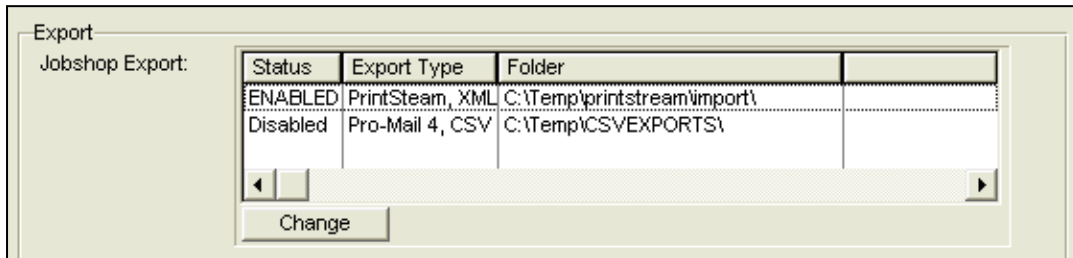 Export
Jobshop Export:
Status Export Type Folder
ENABLED PrintSteam, XML C:\Temp\printstream\import\
Disabled Pro-Mail 4, CSV C:\Temp\CSVEXPORTS\
Change